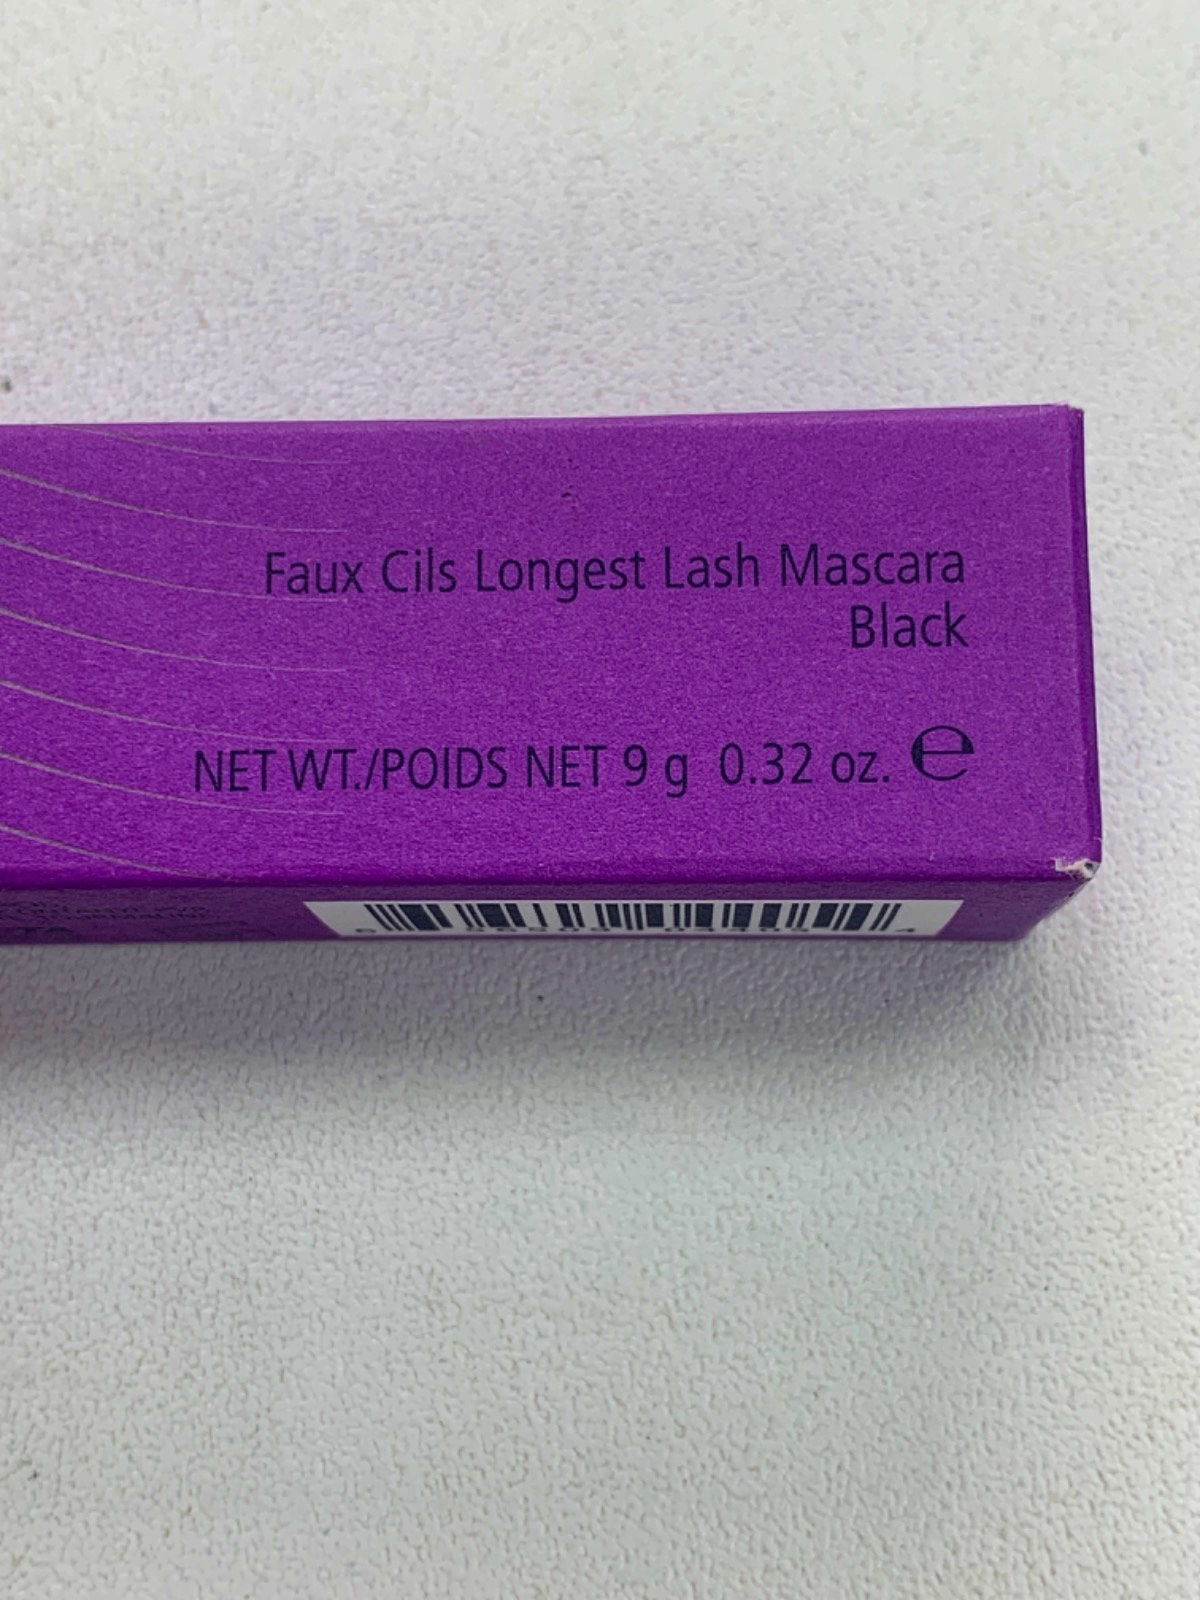 Faux Cils Longest Lash Mascara
Black
NET WT./POIDS NET 9 g 0.32 oz. ℮